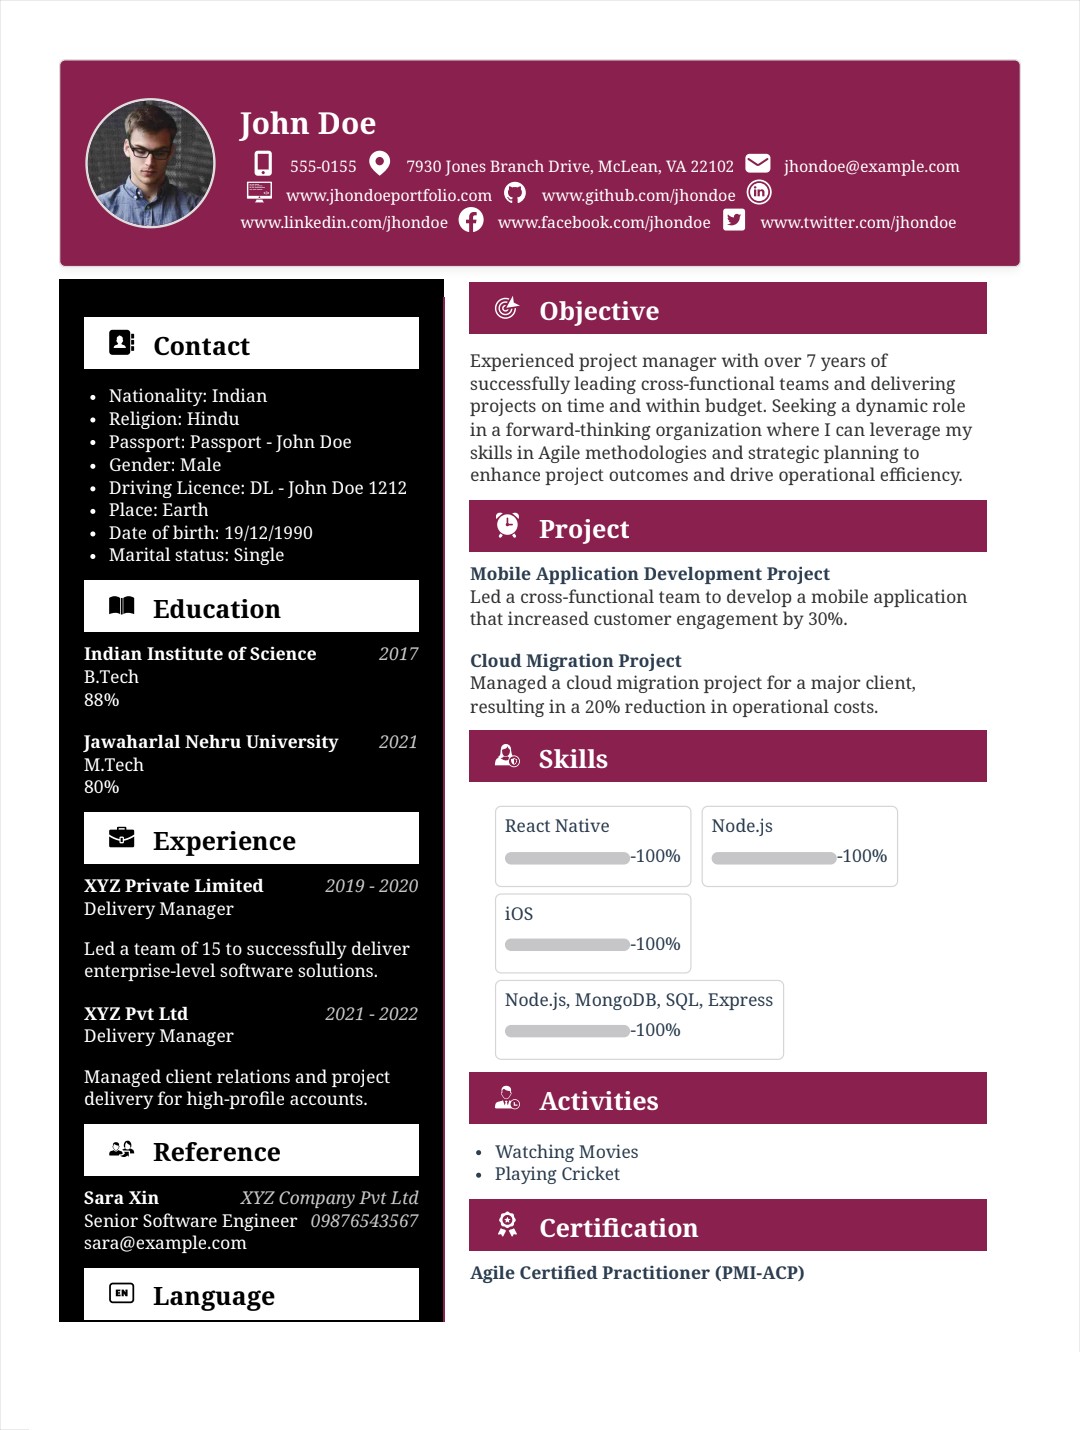 John Doe
555-0155 7930 Jones Branch Drive, McLean, VA 22102 jhondoe@example.com
www.jhondoeportfolio.com www.github.com/jhondoe
www.linkedin.com/jhondoe www.facebook.com/jhondoe www.twitter.com/jhondoe
Contact
• Nationality: Indian
• Religion: Hindu
• Passport: Passport - John Doe
• Gender: Male
• Driving Licence: DL - John Doe 1212
• Place: Earth
• Date of birth: 19/12/1990
• Marital status: Single
Education
Indian Institute of Science 2017
B.Tech
88%
Jawaharlal Nehru University 2021
M.Tech
80%
Experience
XYZ Private Limited 2019 - 2020
Delivery Manager
Led a team of 15 to successfully deliver
enterprise-level software solutions.
XYZ Pvt Ltd 2021 - 2022
Delivery Manager
Managed client relations and project
delivery for high-profile accounts.
Reference
Sara Xin XYZ Company Pvt Ltd
Senior Software Engineer 09876543567
sara@example.com
EN Language
Objective
Experienced project manager with over 7 years of
successfully leading cross-functional teams and delivering
projects on time and within budget. Seeking a dynamic role
in a forward-thinking organization where I can leverage my
skills in Agile methodologies and strategic planning to
enhance project outcomes and drive operational efficiency.
Project
Mobile Application Development Project
Led a cross-functional team to develop a mobile application
that increased customer engagement by 30%.
Cloud Migration Project
Managed a cloud migration project for a major client,
resulting in a 20% reduction in operational costs.
Skills
React Native Node.js
-100% -100%
iOS
-100%
Node.js, MongoDB, SQL, Express
-100%
Activities
• Watching Movies
• Playing Cricket
Certification
Agile Certified Practitioner (PMI-ACP)